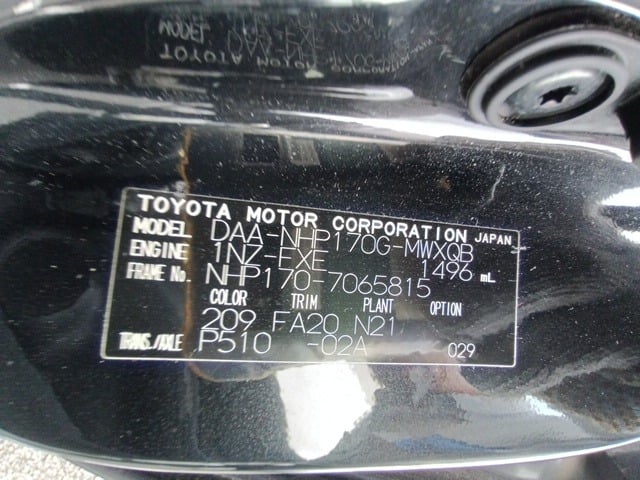 TOYOTA MOTOR CORPORATION JAPAN
MODEL DAA-NHP170G-MWXQB
ENGINE 1NZ-FXE 1496 mL
FRAME No. NHP170-7065815
COLOR TRIM PLANT OPTION
209 FA20 N21
TRANS./AXLE P510 -02A 029